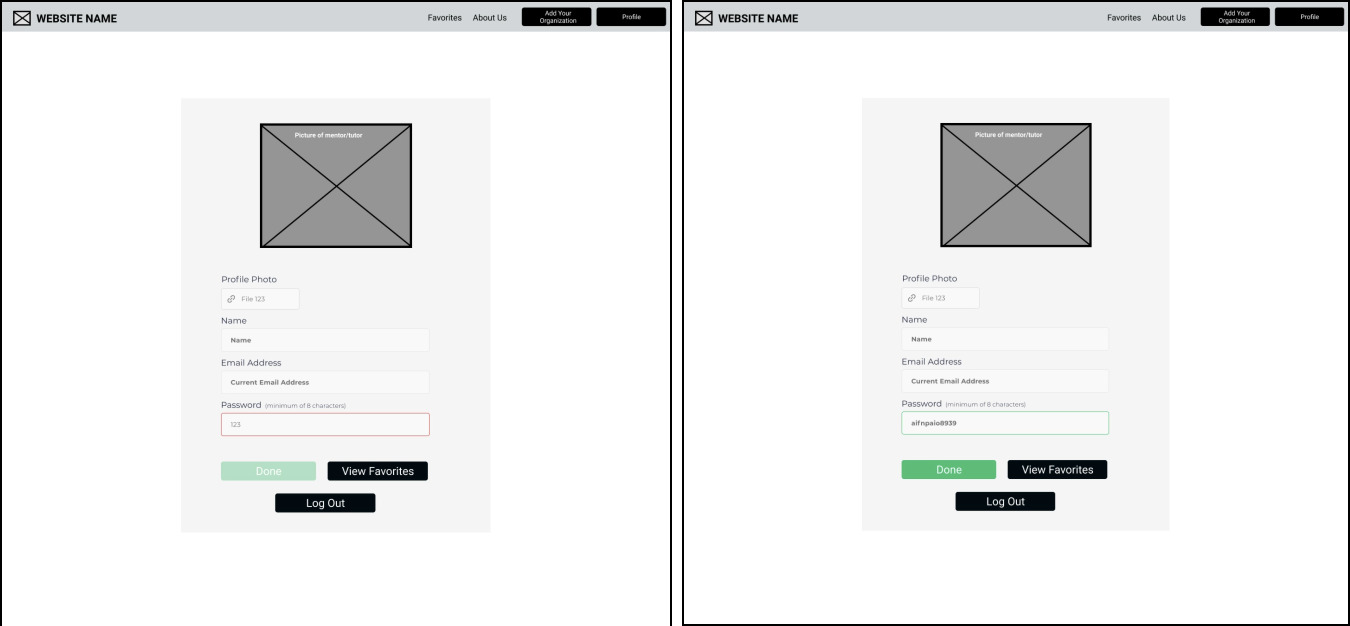 WEBSITE NAME
Favorites About Us Add Your Organization Profile
Picture of mentor/tutor
Profile Photo
File 123
Name
Name
Email Address
Current Email Address
Password (minimum of 8 characters)
123
Done View Favorites
Log Out
WEBSITE NAME
Favorites About Us Add Your Organization Profile
Picture of mentor/tutor
Profile Photo
File 123
Name
Name
Email Address
Current Email Address
Password (minimum of 8 characters)
aifnpaio8939
Done View Favorites
Log Out